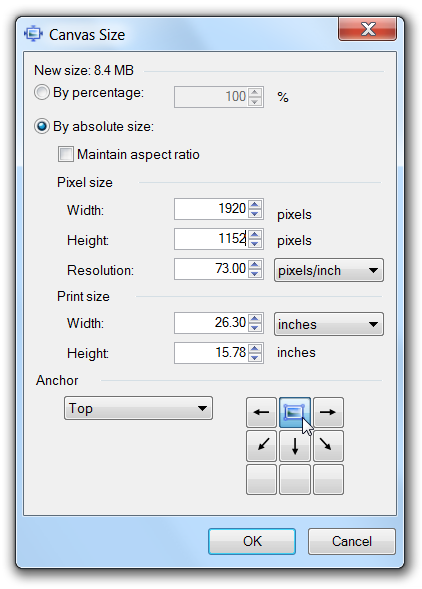 Canvas Size
New size: 8.4 MB
By percentage: 100 %
By absolute size:
Maintain aspect ratio
Pixel size
Width: 1920 pixels
Height: 1152 pixels
Resolution: 73.00 pixels/inch
Print size
Width: 26.30 inches
Height: 15.78 inches
Anchor
Top
OK Cancel